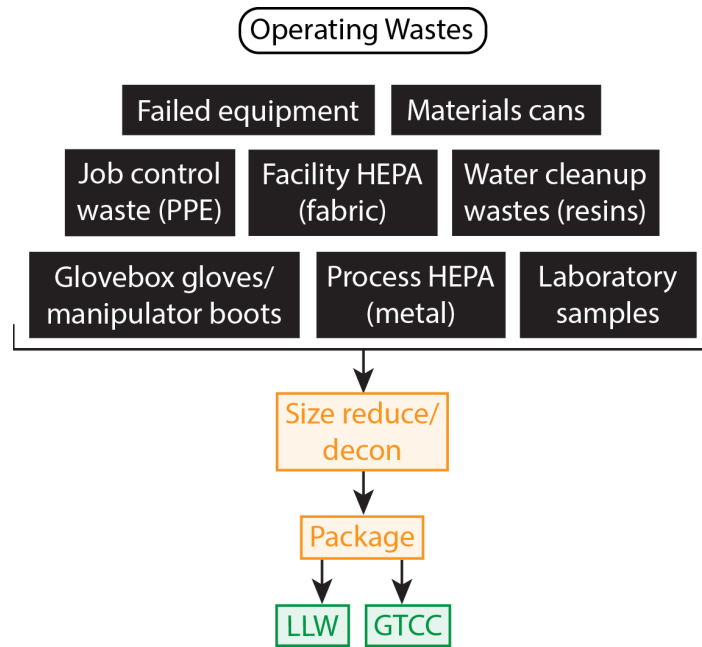 Operating Wastes
Failed equipment
Materials cans
Job control
waste (PPE)
Facility HEPA
(fabric)
Water cleanup
wastes (resins)
Glovebox gloves/
manipulator boots
Process HEPA
(metal)
Laboratory
samples
Size reduce/
decon
Package
LLW
GTCC